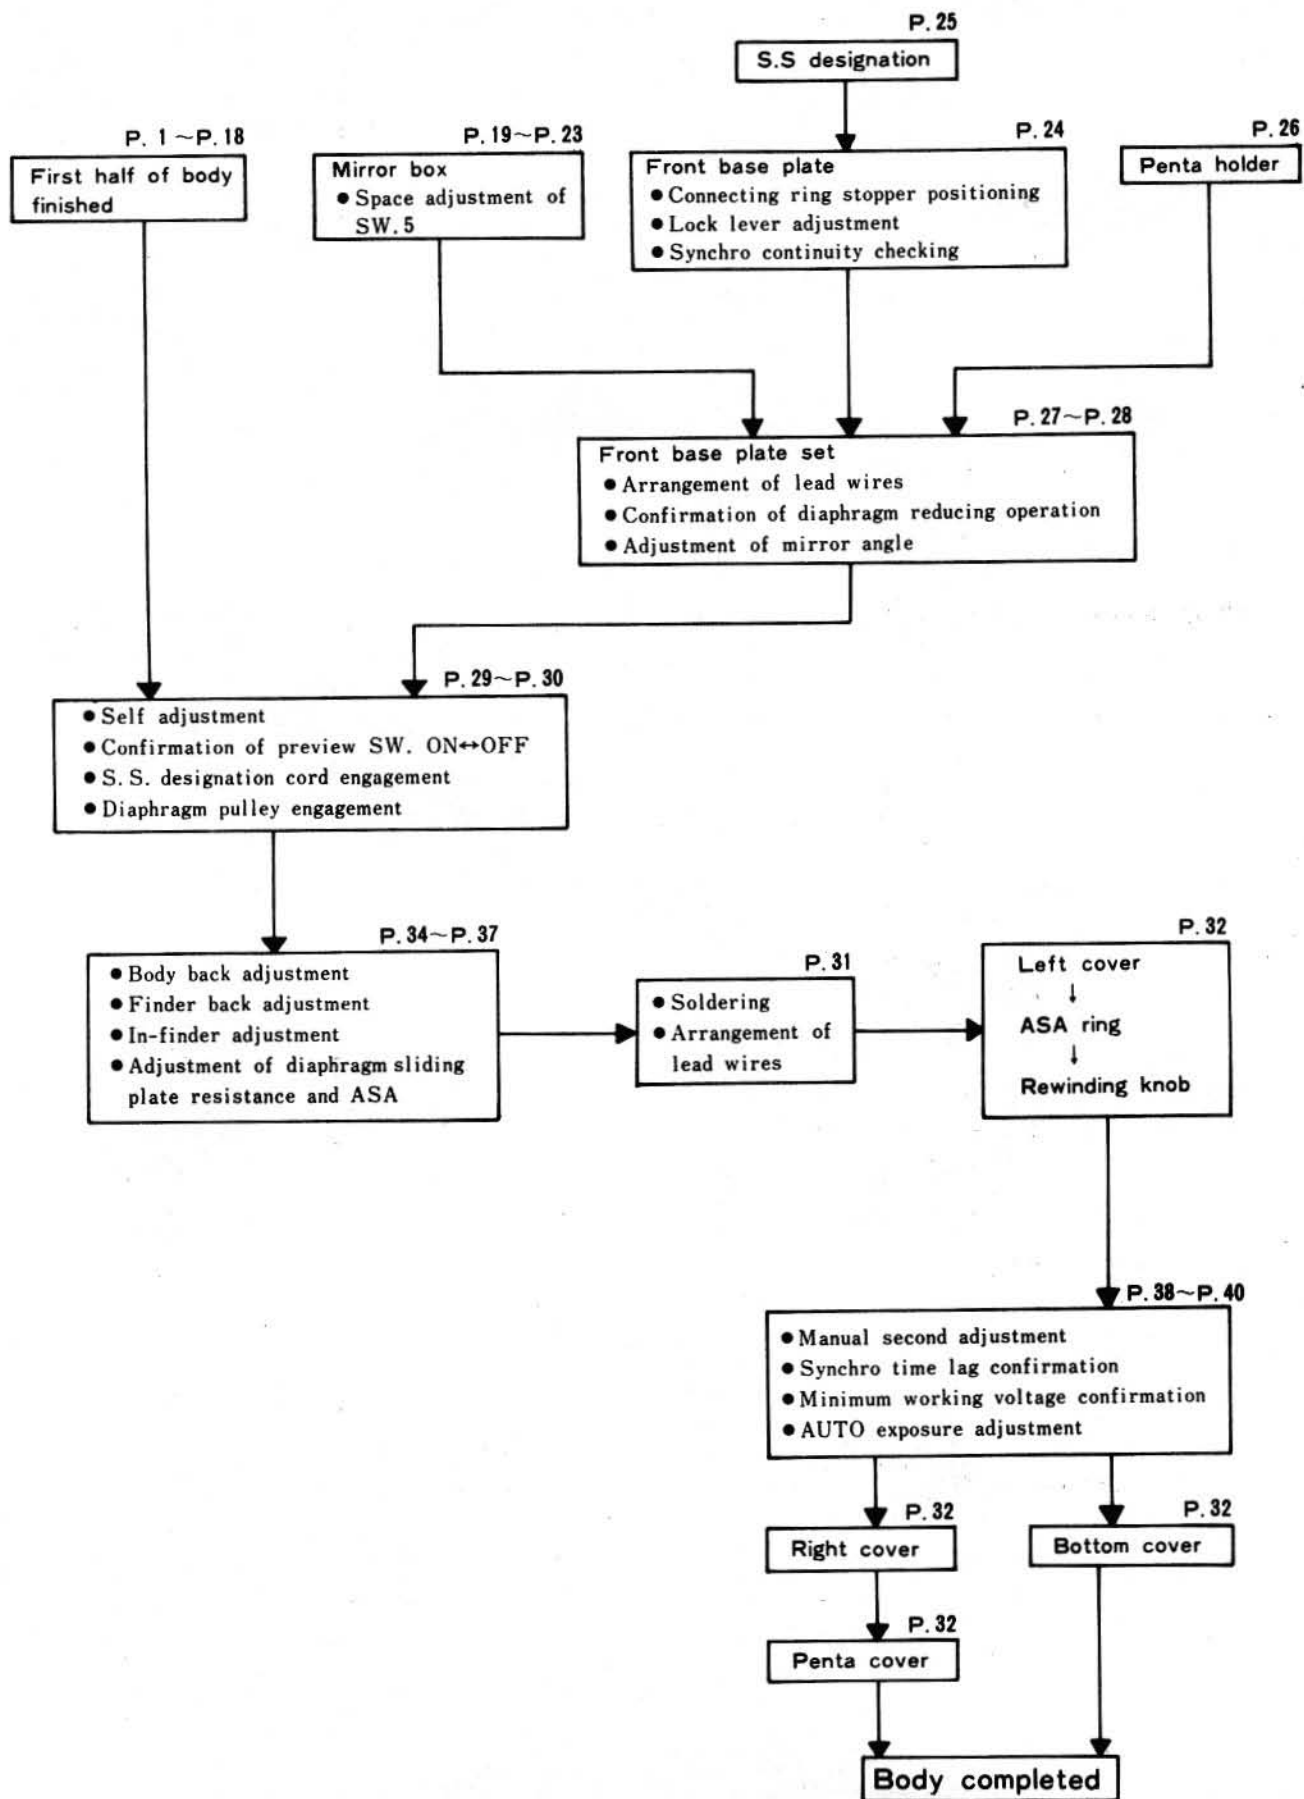 P. 25
S.S designation
P. 1 ~P. 18
First half of body
finished
P. 19~P. 23
Mirror box
● Space adjustment of
SW. 5
P. 24
Front base plate
● Connecting ring stopper positioning
● Lock lever adjustment
● Synchro continuity checking
P. 26
Penta holder
P. 27~P. 28
Front base plate set
● Arrangement of lead wires
● Confirmation of diaphragm reducing operation
● Adjustment of mirror angle
P. 29~P. 30
● Self adjustment
● Confirmation of preview SW. ON↔OFF
● S. S. designation cord engagement
● Diaphragm pulley engagement
P. 34~P. 37
● Body back adjustment
● Finder back adjustment
● In-finder adjustment
● Adjustment of diaphragm sliding
plate resistance and ASA
P. 31
● Soldering
● Arrangement of
lead wires
P. 32
Left cover
↓
ASA ring
↓
Rewinding knob
P. 38~P. 40
● Manual second adjustment
● Synchro time lag confirmation
● Minimum working voltage confirmation
● AUTO exposure adjustment
P. 32
Right cover
P. 32
Bottom cover
P. 32
Penta cover
Body completed